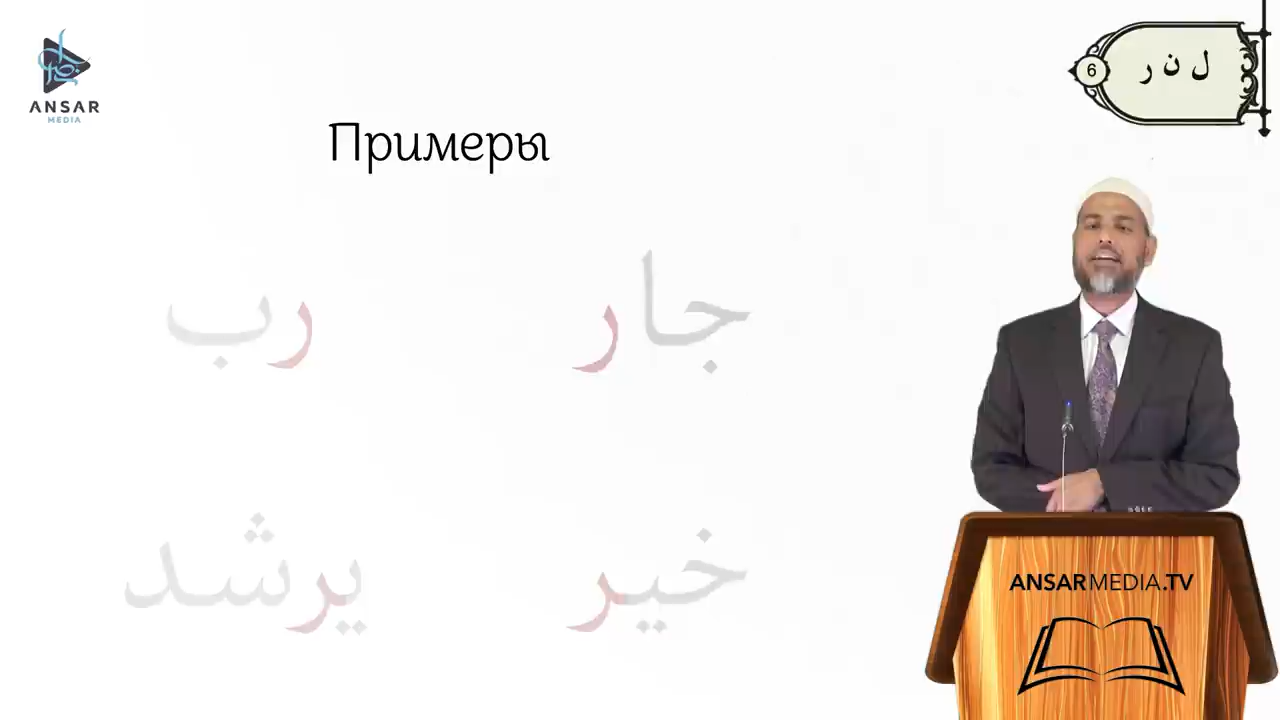 ANSAR
MEDIA
ل ن ر
6
Примеры
جار رب
خير يرشد
ANSARMEDIA.TV